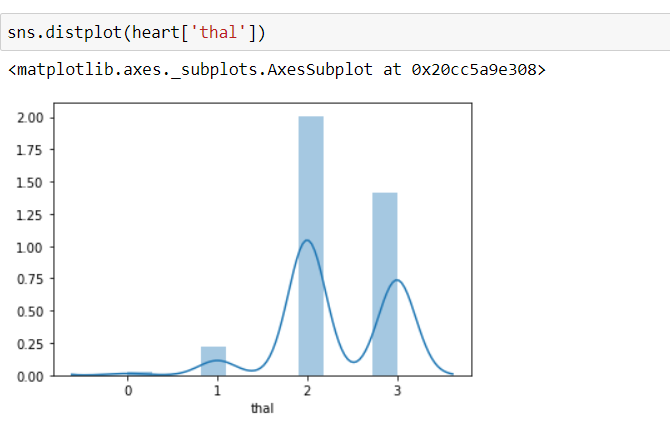 sns.distplot(heart['thal'])
<matplotlib.axes._subplots.AxesSubplot at 0x20cc5a9e308>
2.00
1.75
1.50
1.25
1.00
0.75
0.50
0.25
0.00
0 1 2 3
thal